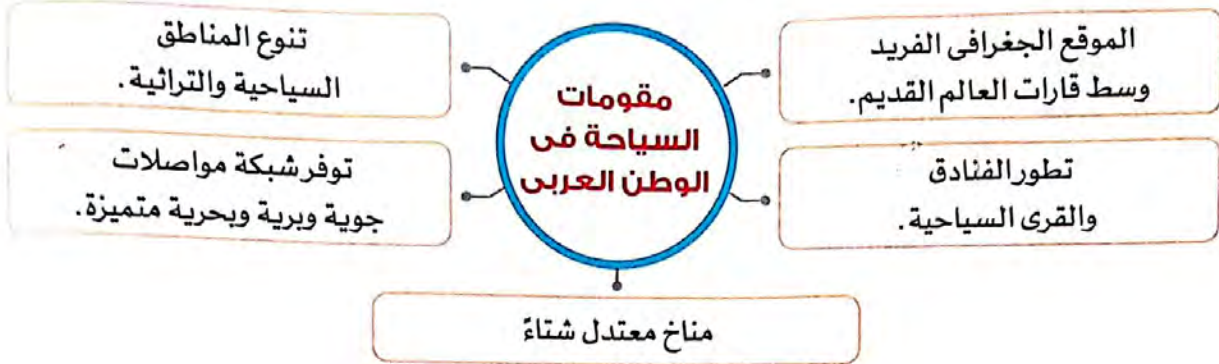 مقومات
السياحة فى
الوطن العربى
الموقع الجغرافى الفريد
وسط قارات العالم القديم.
تنوع المناطق
السياحية والتراثية.
تطور الفنادق
والقرى السياحية.
توفر شبكة مواصلات
جوية وبرية وبحرية متميزة.
مناخ معتدل شتاءً